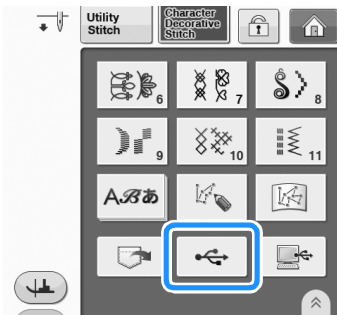 Utility
Stitch
Character
Decorative
Stitch
6
7
8
9
10
11
Aℬあ